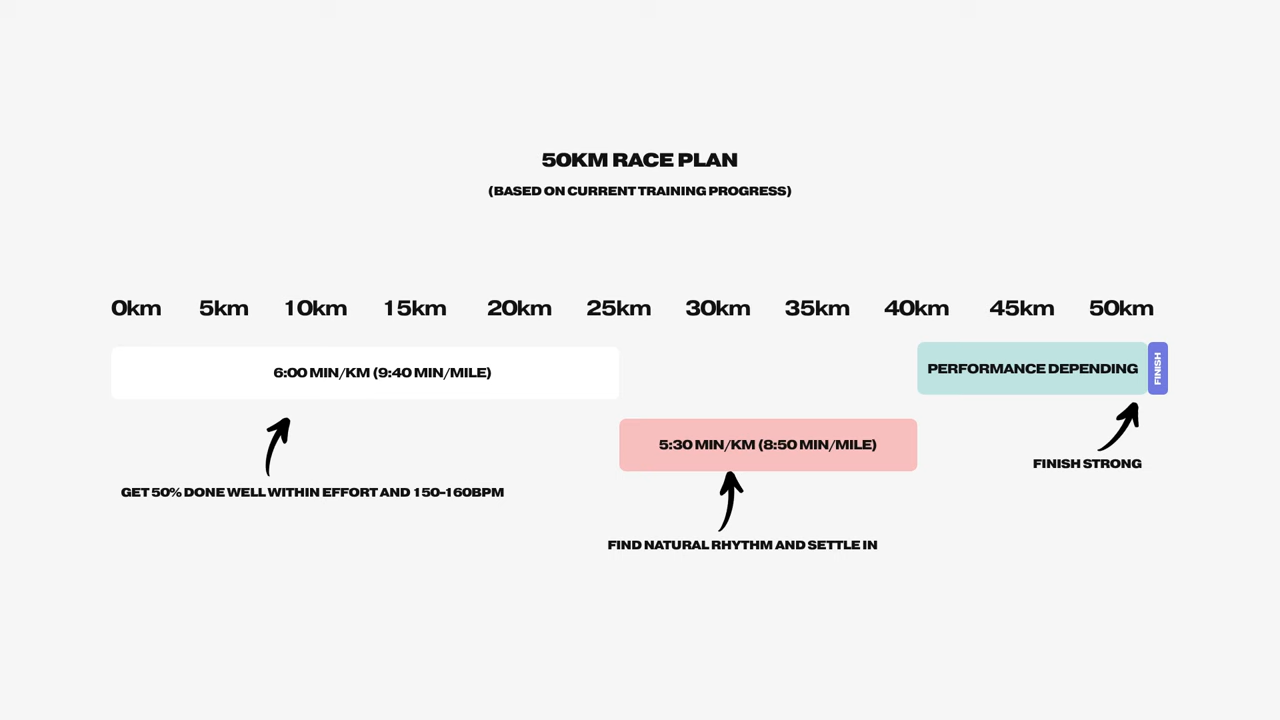 50KM RACE PLAN
(BASED ON CURRENT TRAINING PROGRESS)
0km 5km 10km 15km 20km 25km 30km 35km 40km 45km 50km
6:00 MIN/KM (9:40 MIN/MILE)
PERFORMANCE DEPENDING
FINISH
5:30 MIN/KM (8:50 MIN/MILE)
FINISH STRONG
GET 50% DONE WELL WITHIN EFFORT AND 150-160BPM
FIND NATURAL RHYTHM AND SETTLE IN